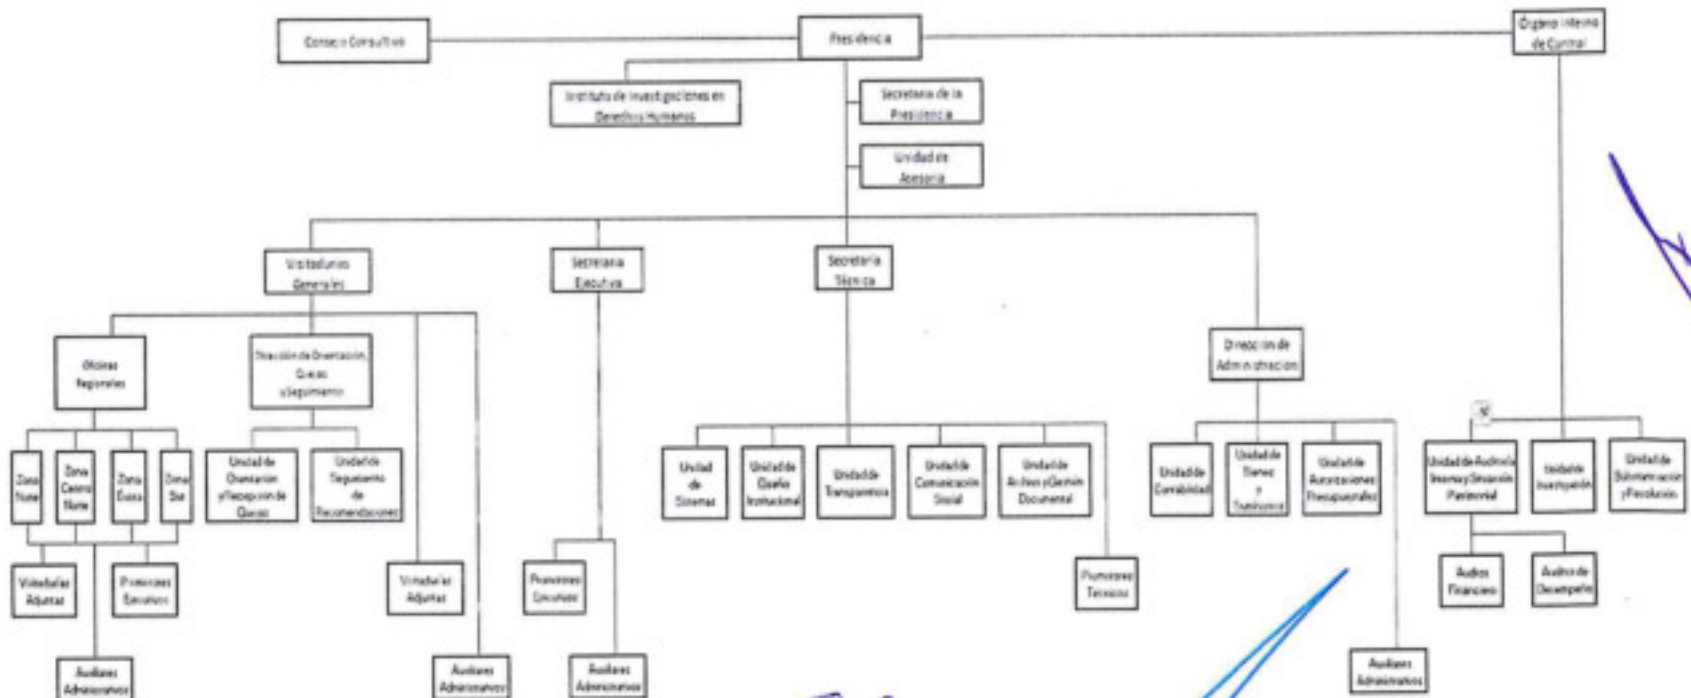 Consejo Consultivo
Presidencia
Órgano Interno
de Control
Instituto de Investigaciones en
Derechos Humanos
Secretaria de la
Presidencia
Unidad de
Asesoria
Visitadurías
Generales
Secretaria
Ejecutiva
Secretaría
Técnica
Dirección de
Administración
Oficinas
Regionales
Dirección de Orientación,
Quejas
y Seguimiento
Zona
Norte
Zona
Centro
Norte
Zona
Évora
Zona
Sur
Unidad de
Orientación
y Recepción de
Quejas
Unidad de
Seguimiento
de
Recomendaciones
Unidad
de
Sistemas
Unidad de
Diseño
Institucional
Unidad de
Transparencia
Unidad de
Comunicación
Social
Unidad de
Archivo y Gestión
Documental
Unidad de
Contabilidad
Unidad de
Bienes
y
Unidad de
Autorizaciones
Presupuestales
Unidad de Auditoría
Interna y Situación
Patrimonial
Unidad de
Investigación
Unidad de
Substanciación
y Resolución
Visitadurías
Adjuntas
Promotores
Ejecutivos
Visitadurías
Adjuntas
Promotores
Ejecutivos
Promotores
Técnicos
Auditor
Financiero
Auditor de
Desempeño
Auxiliares
Administrativos
Auxiliares
Administrativos
Auxiliares
Administrativos
Auxiliares
Administrativos